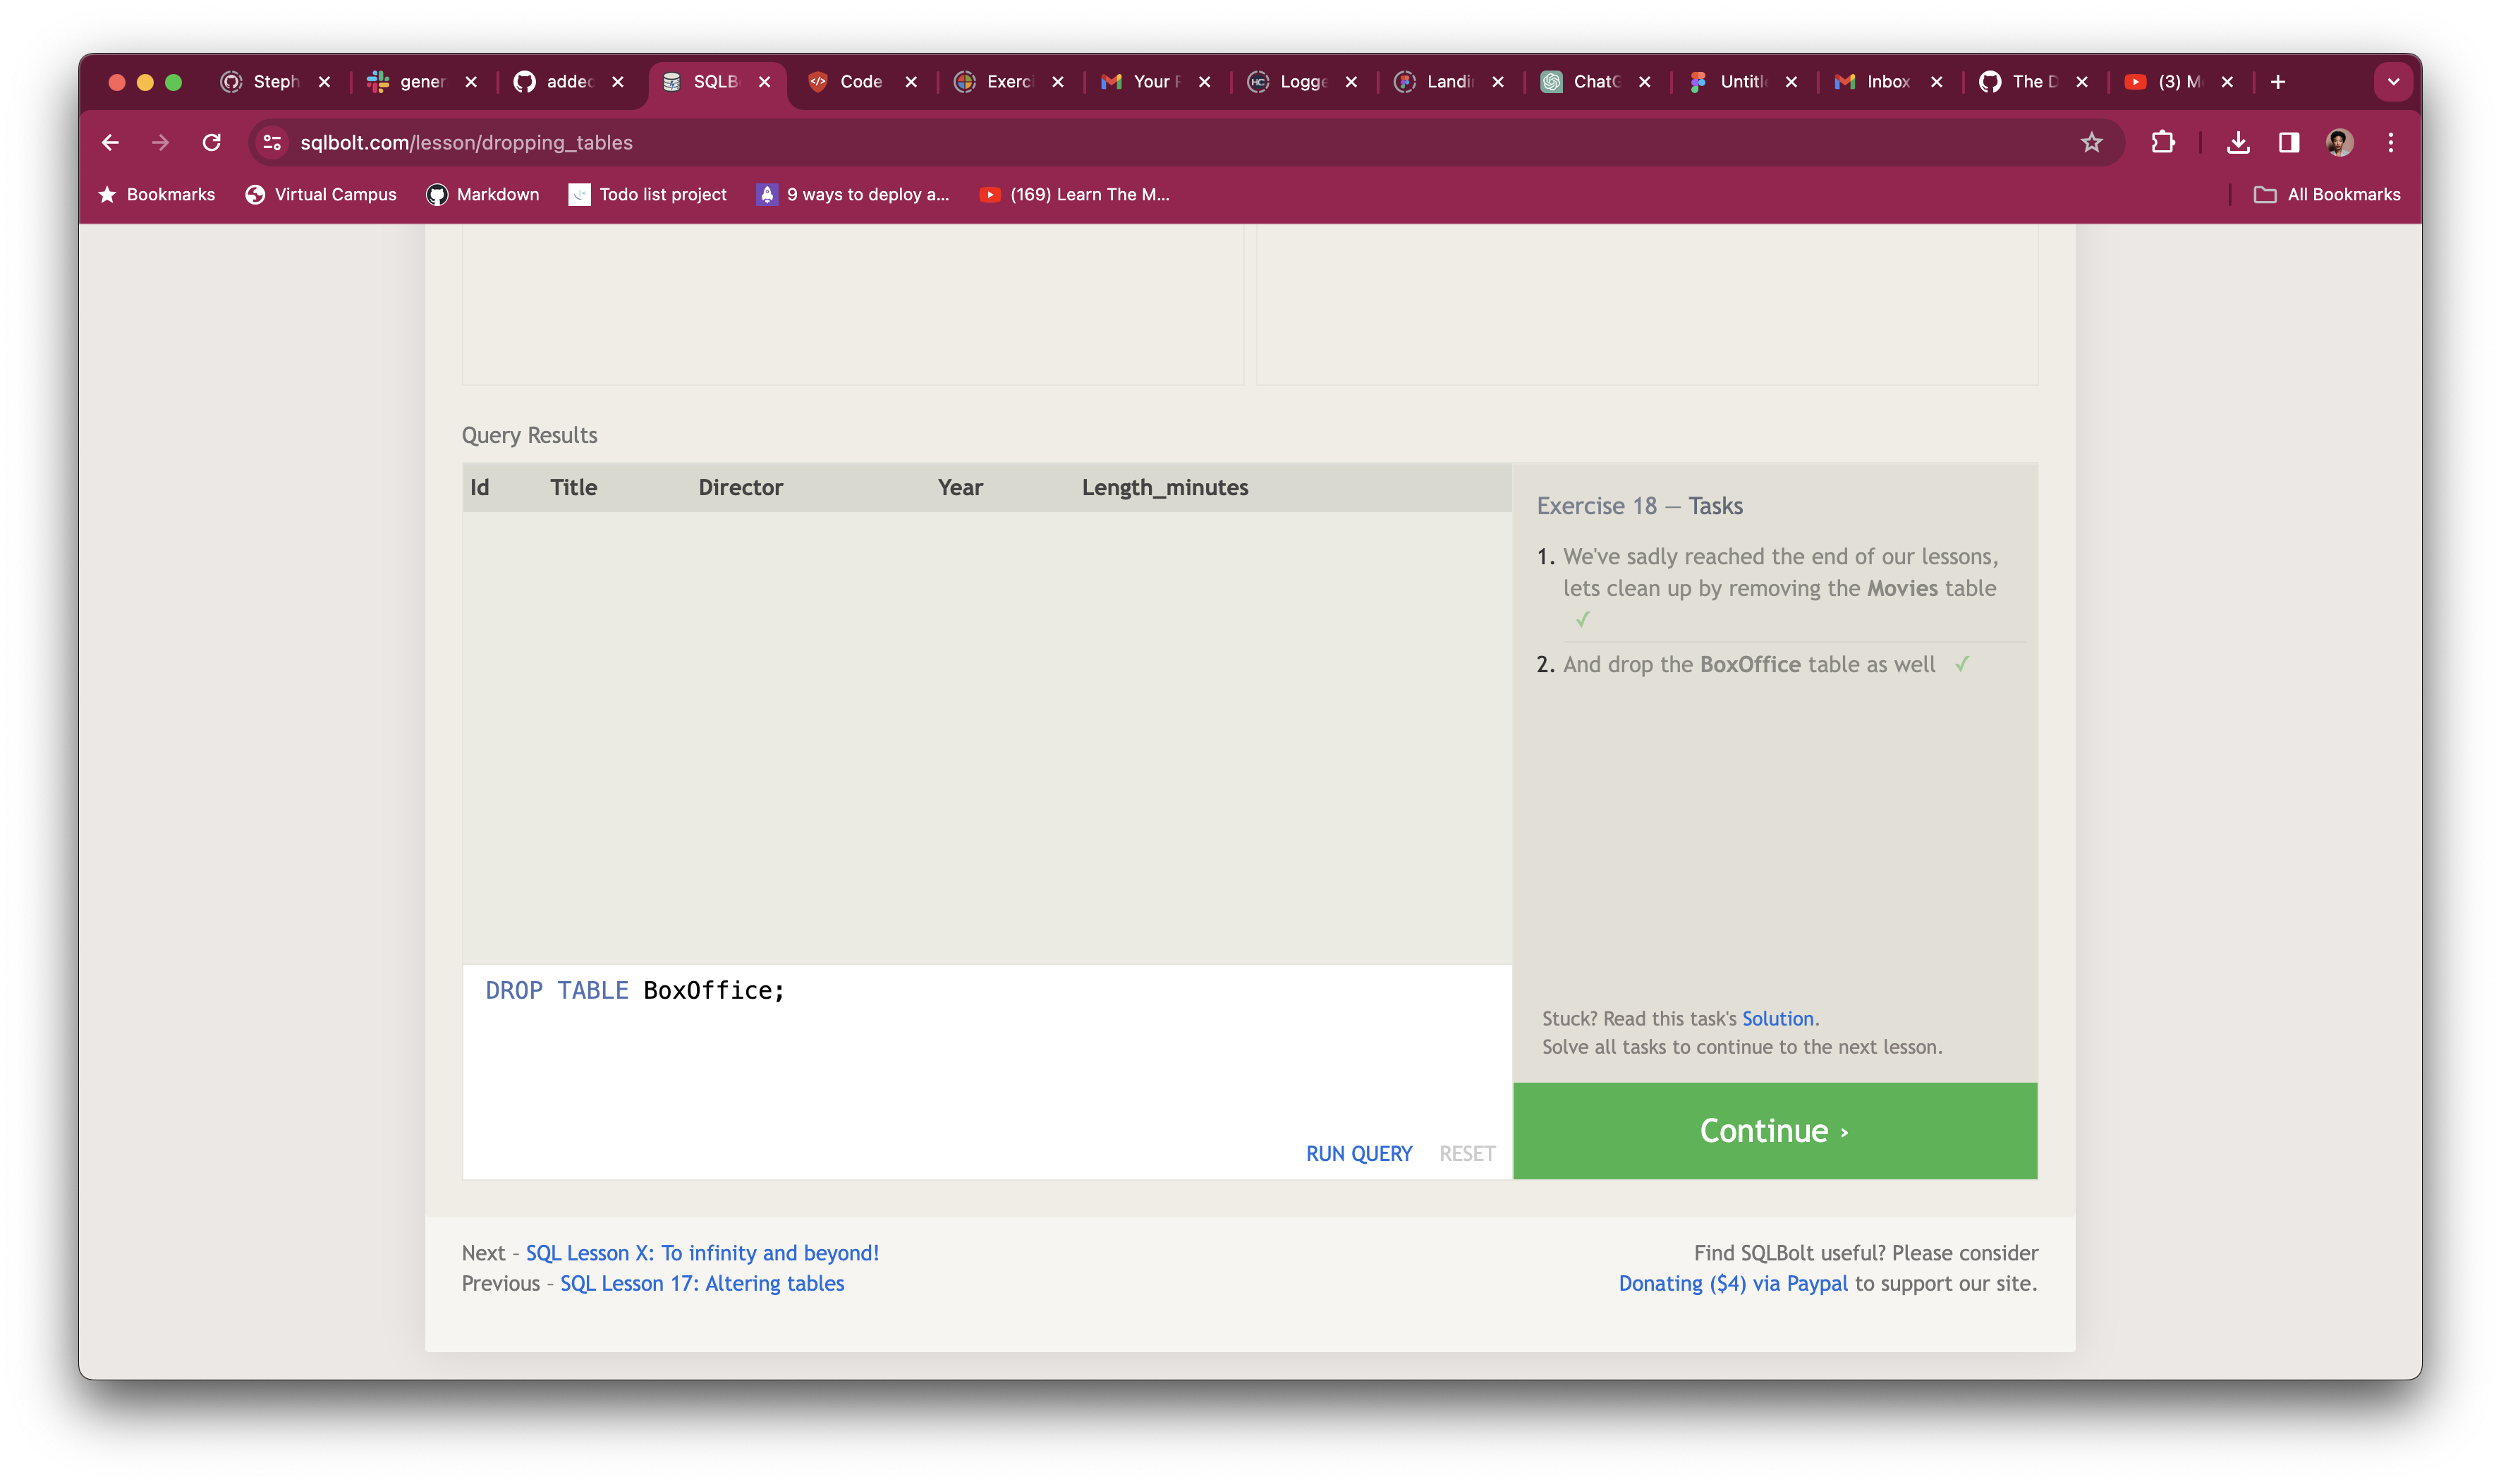 Steph gener added SQLB Code Exerci Your Logge Landi ChatG Untitl Inbox The D (3) M
sqlbolt.com/lesson/dropping_tables
Bookmarks Virtual Campus Markdown Todo list project 9 ways to deploy a... (169) Learn The M... All Bookmarks
Query Results
Id Title Director Year Length_minutes
Exercise 18 — Tasks
1. We've sadly reached the end of our lessons,
lets clean up by removing the Movies table
✓
2. And drop the BoxOffice table as well ✓
DROP TABLE BoxOffice;
Stuck? Read this task's Solution.
Solve all tasks to continue to the next lesson.
RUN QUERY RESET
Continue ›
Next – SQL Lesson X: To infinity and beyond!
Previous – SQL Lesson 17: Altering tables
Find SQLBolt useful? Please consider
Donating ($4) via Paypal to support our site.